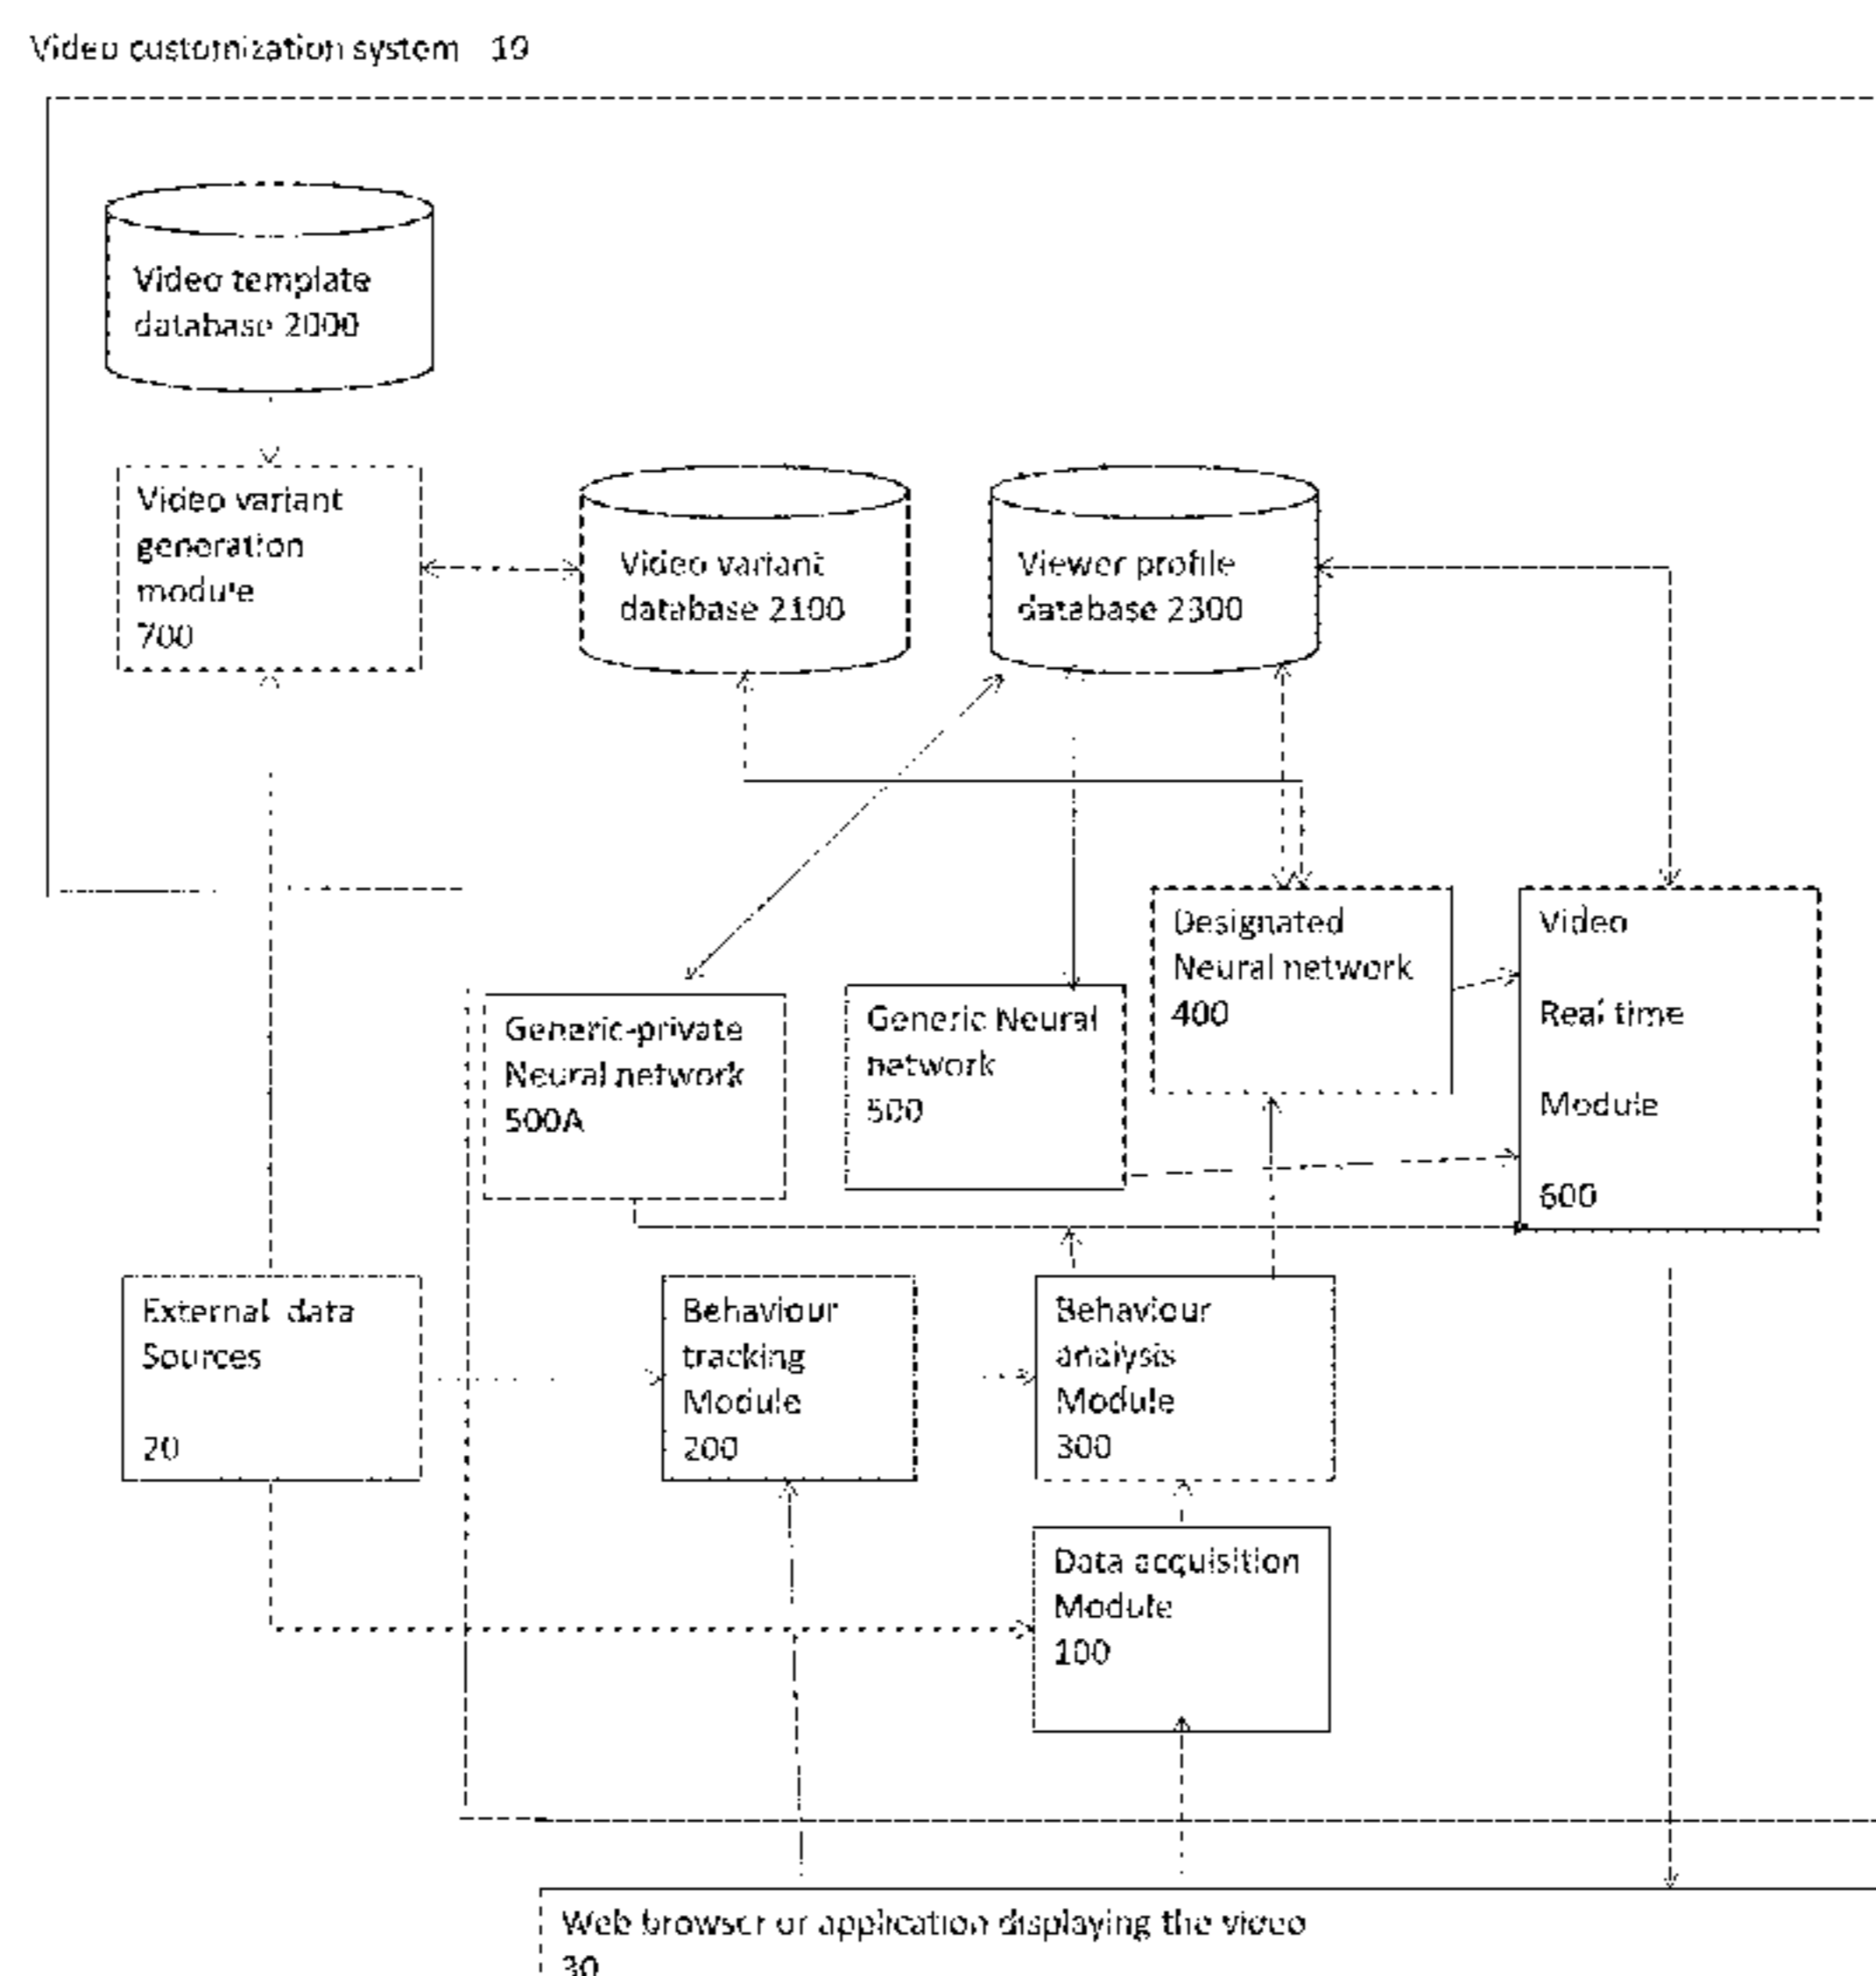 Video customization system 10
Video template
database 2000
Video variant
generation
module
700
Video variant
database 2100
Viewer profile
database 2300
Designated
Neural network
400
Video
Real time
Module
600
Generic-private
Neural network
500A
Generic Neural
network
500
External data
Sources
20
Behaviour
tracking
Module
200
Behaviour
analysis
Module
300
Data acquisition
Module
100
Web browser or application displaying the video
30